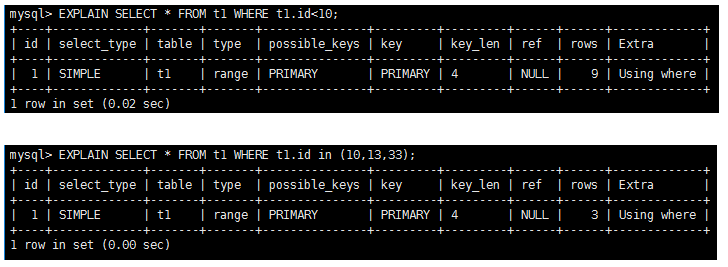 mysql> EXPLAIN SELECT * FROM t1 WHERE t1.id<10;
+----+-------------+-------+-------+---------------+---------+---------+------+------+-------------+
| id | select_type | table | type  | possible_keys | key     | key_len | ref  | rows | Extra       |
+----+-------------+-------+-------+---------------+---------+---------+------+------+-------------+
|  1 | SIMPLE      | t1    | range | PRIMARY       | PRIMARY | 4       | NULL |    9 | Using where |
+----+-------------+-------+-------+---------------+---------+---------+------+------+-------------+
1 row in set (0.02 sec)
mysql> EXPLAIN SELECT * FROM t1 WHERE t1.id in (10,13,33);
+----+-------------+-------+-------+---------------+---------+---------+------+------+-------------+
| id | select_type | table | type  | possible_keys | key     | key_len | ref  | rows | Extra       |
+----+-------------+-------+-------+---------------+---------+---------+------+------+-------------+
|  1 | SIMPLE      | t1    | range | PRIMARY       | PRIMARY | 4       | NULL |    3 | Using where |
+----+-------------+-------+-------+---------------+---------+---------+------+------+-------------+
1 row in set (0.00 sec)